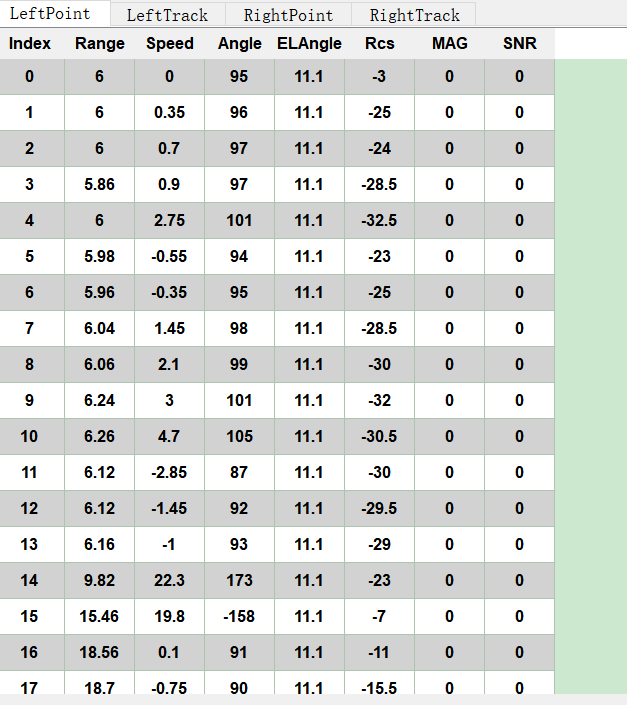 LeftPoint LeftTrack RightPoint RightTrack
Index Range Speed Angle ELAngle Rcs MAG SNR
0 6 0 95 11.1 -3 0 0
1 6 0.35 96 11.1 -25 0 0
2 6 0.7 97 11.1 -24 0 0
3 5.86 0.9 97 11.1 -28.5 0 0
4 6 2.75 101 11.1 -32.5 0 0
5 5.98 -0.55 94 11.1 -23 0 0
6 5.96 -0.35 95 11.1 -25 0 0
7 6.04 1.45 98 11.1 -28.5 0 0
8 6.06 2.1 99 11.1 -30 0 0
9 6.24 3 101 11.1 -32 0 0
10 6.26 4.7 105 11.1 -30.5 0 0
11 6.12 -2.85 87 11.1 -30 0 0
12 6.12 -1.45 92 11.1 -29.5 0 0
13 6.16 -1 93 11.1 -29 0 0
14 9.82 22.3 173 11.1 -23 0 0
15 15.46 19.8 -158 11.1 -7 0 0
16 18.56 0.1 91 11.1 -11 0 0
17 18.7 -0.75 90 11.1 -15.5 0 0